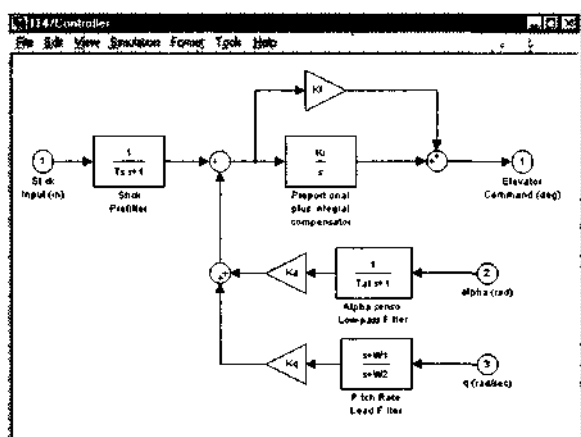 f14/Controller
File Edit View Simulation Format Tools Help
Kf
1
1
Ts.s+1
Ki
s
1
Stick
Input (in)
Stick
Prefilter
Proportional
plus integral
compensator
Elevator
Command (deg)
Ka
1
Tal.s+1
2
alpha (rad)
Alpha sensor
Low-pass Filter
Kq
s+W1
s+W2
3
q (rad/sec)
Pitch Rate
Lead Filter